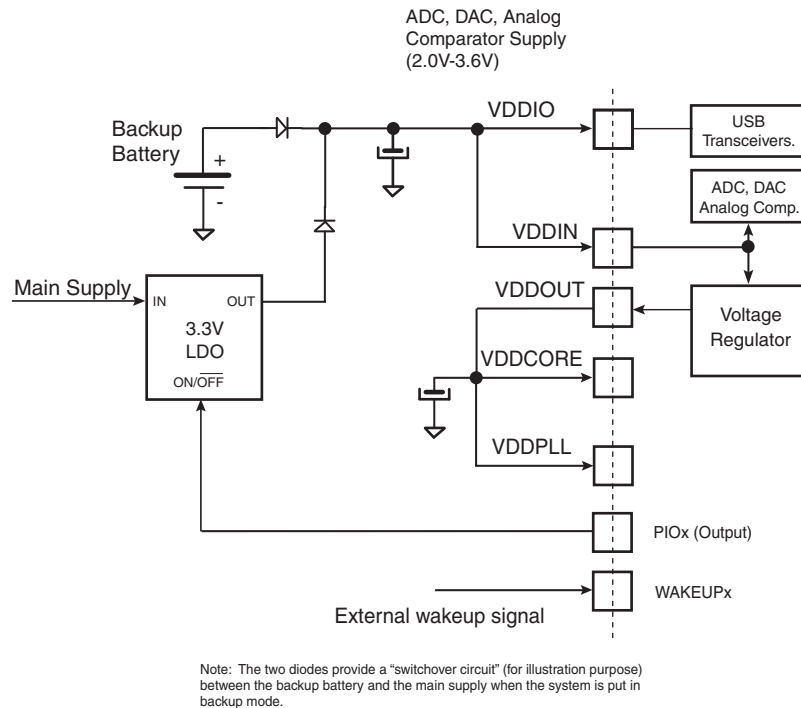 ADC, DAC, Analog
Comparator Supply
(2.0V-3.6V)
VDDIO
USB
Transceivers.
Backup
Battery
+
-
ADC, DAC
Analog Comp.
VDDIN
Main Supply
IN
OUT
3.3V
LDO
ON/OFF
VDDOUT
Voltage
Regulator
VDDCORE
VDDPLL
PIOx (Output)
WAKEUPx
External wakeup signal
Note: The two diodes provide a “switchover circuit” (for illustration purpose)
between the backup battery and the main supply when the system is put in
backup mode.